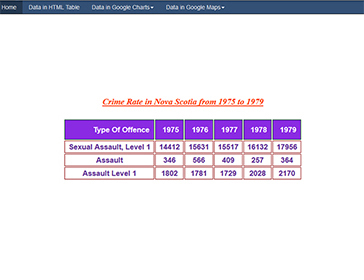 Home Data in HTML Table Data in Google Charts Data in Google Maps
Crime Rate in Nova Scotia from 1975 to 1979
Type Of Offence 1975 1976 1977 1978 1979
Sexual Assault, Level 1 14412 15631 15517 16132 17956
Assault 346 566 409 257 364
Assault Level 1 1802 1781 1729 2028 2170